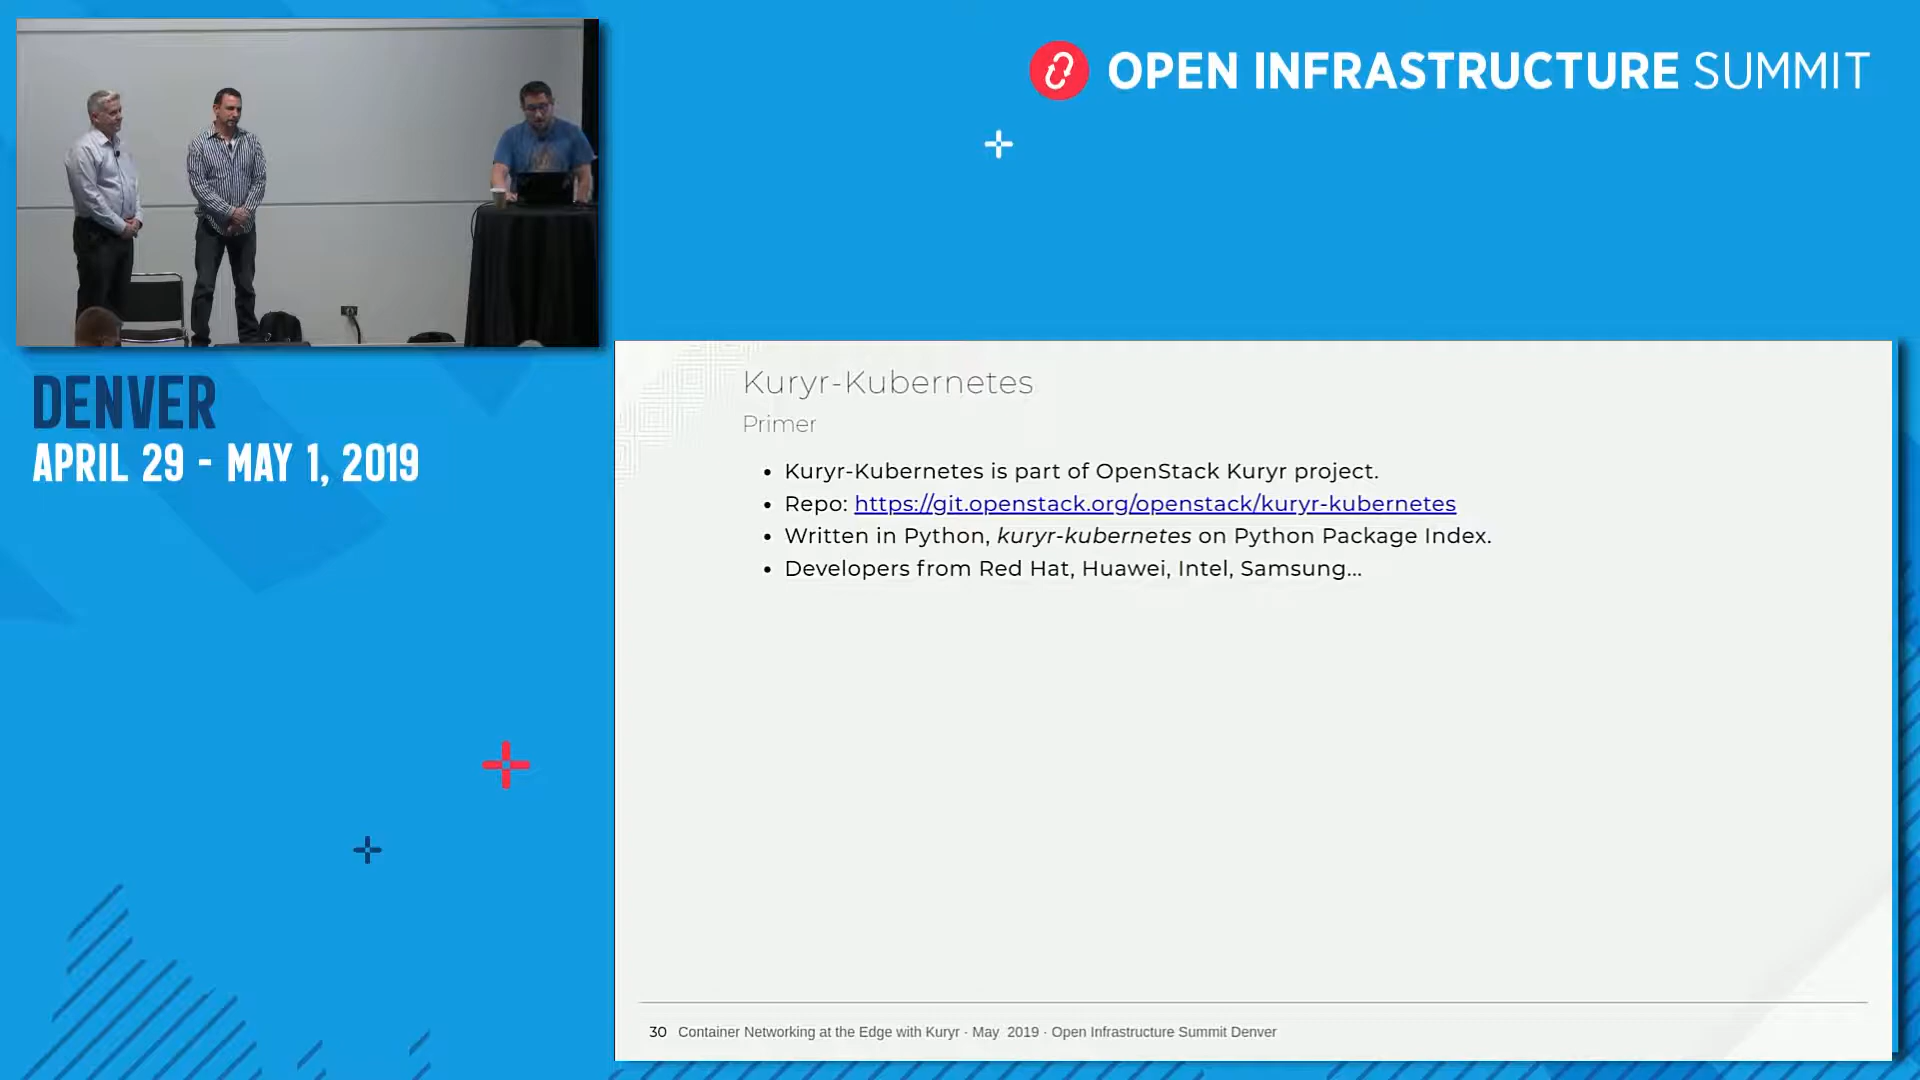 OPEN INFRASTRUCTURE SUMMIT
DENVER
APRIL 29 - MAY 1, 2019
Kuryr-Kubernetes
Primer
• Kuryr-Kubernetes is part of OpenStack Kuryr project.
• Repo: https://git.openstack.org/openstack/kuryr-kubernetes
• Written in Python, kuryr-kubernetes on Python Package Index.
• Developers from Red Hat, Huawei, Intel, Samsung...
30 Container Networking at the Edge with Kuryr · May 2019 · Open Infrastructure Summit Denver